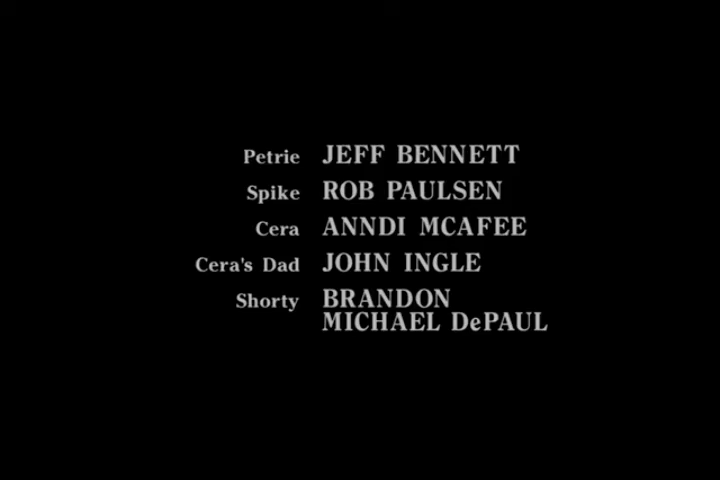 Petrie JEFF BENNETT
Spike ROB PAULSEN
Cera ANNDI MCAFEE
Cera's Dad JOHN INGLE
Shorty BRANDON
MICHAEL DePAUL